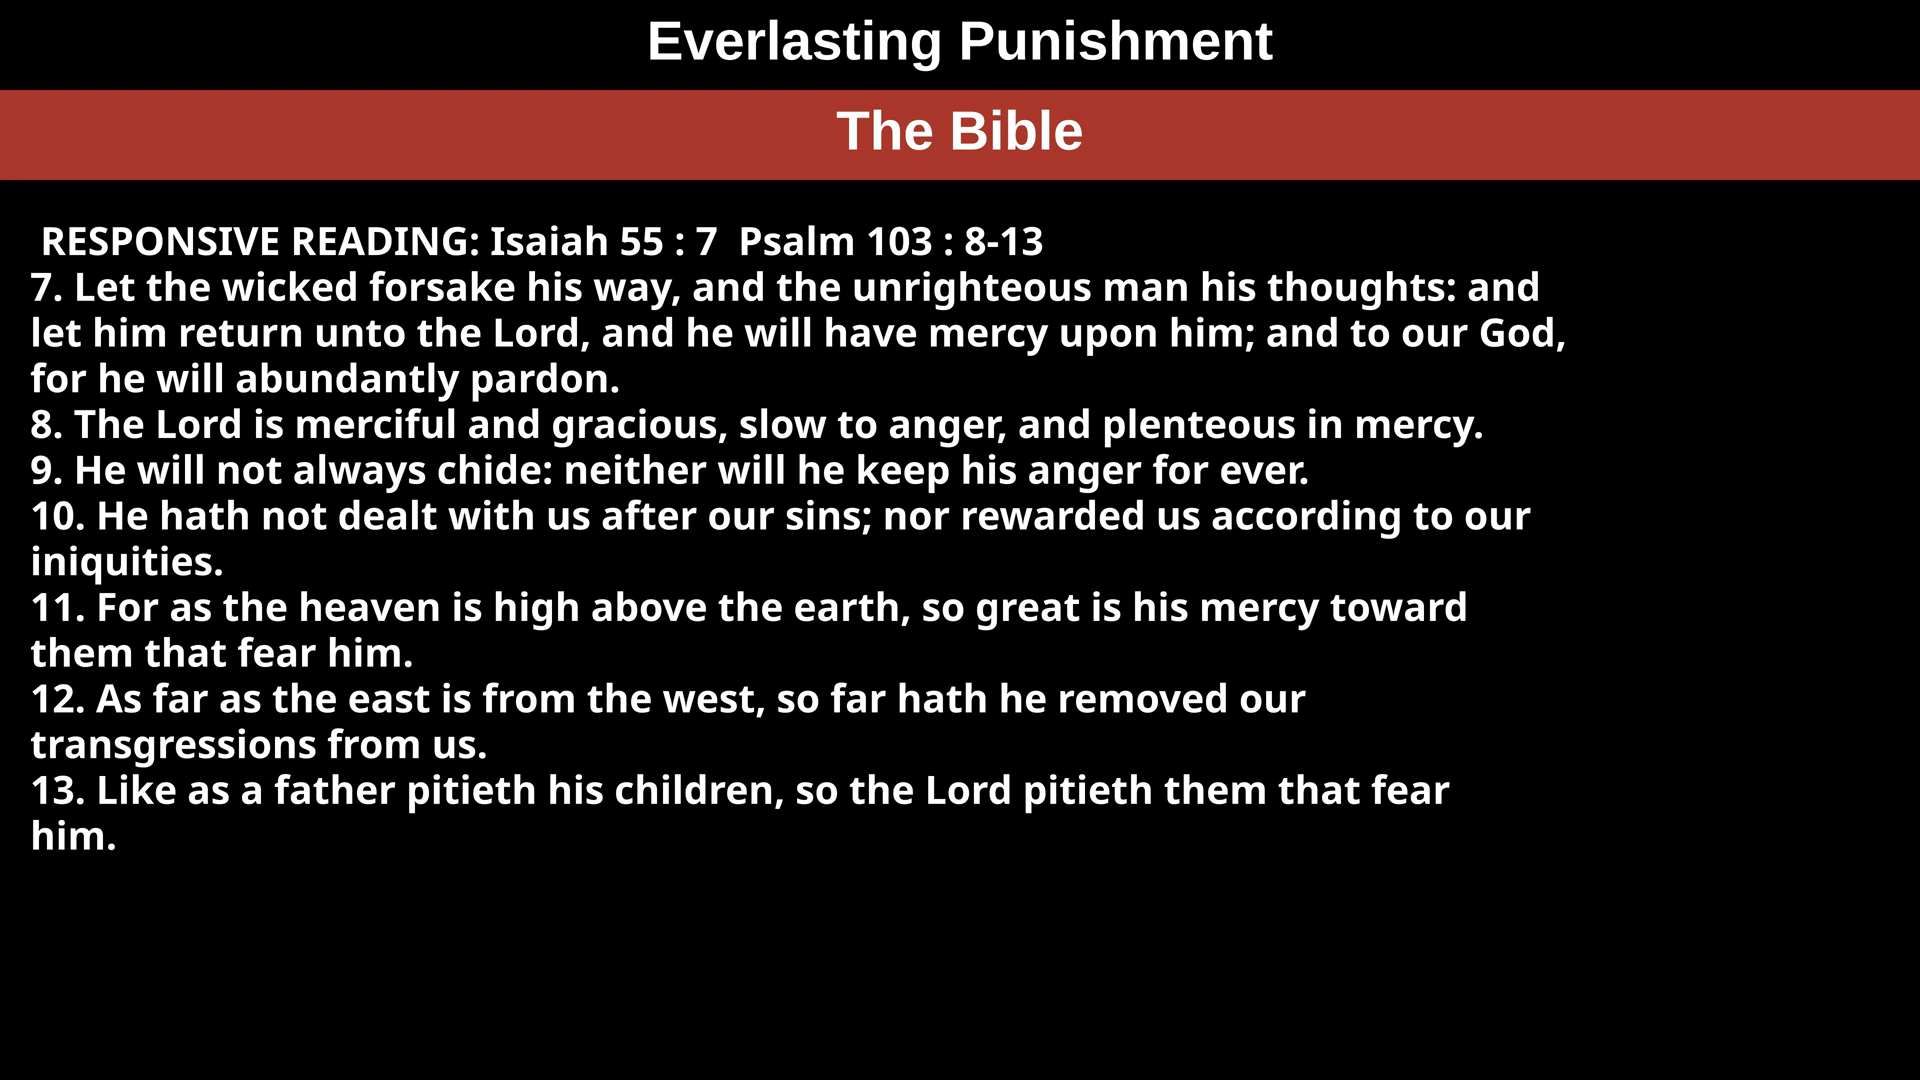 Everlasting Punishment
The Bible
RESPONSIVE READING: Isaiah 55 : 7  Psalm 103 : 8-13
7. Let the wicked forsake his way, and the unrighteous man his thoughts: and
let him return unto the Lord, and he will have mercy upon him; and to our God,
for he will abundantly pardon.
8. The Lord is merciful and gracious, slow to anger, and plenteous in mercy.
9. He will not always chide: neither will he keep his anger for ever.
10. He hath not dealt with us after our sins; nor rewarded us according to our
iniquities.
11. For as the heaven is high above the earth, so great is his mercy toward
them that fear him.
12. As far as the east is from the west, so far hath he removed our
transgressions from us.
13. Like as a father pitieth his children, so the Lord pitieth them that fear
him.